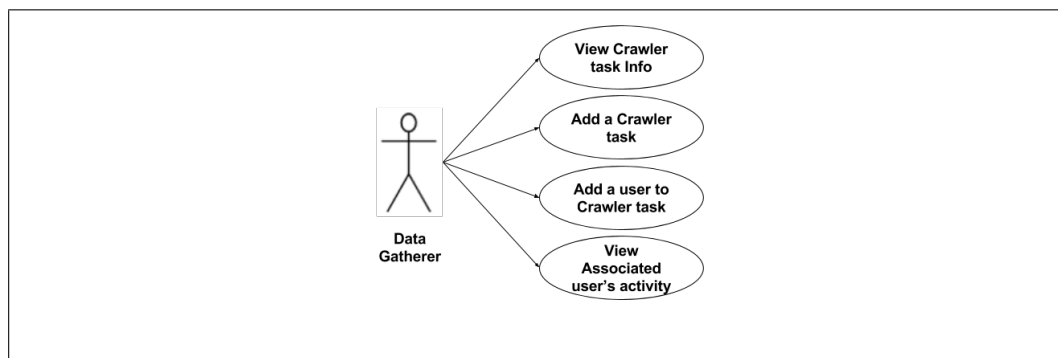 View Crawler
task Info
Add a Crawler
task
Add a user to
Crawler task
Data
Gatherer
View
Associated
user's activity